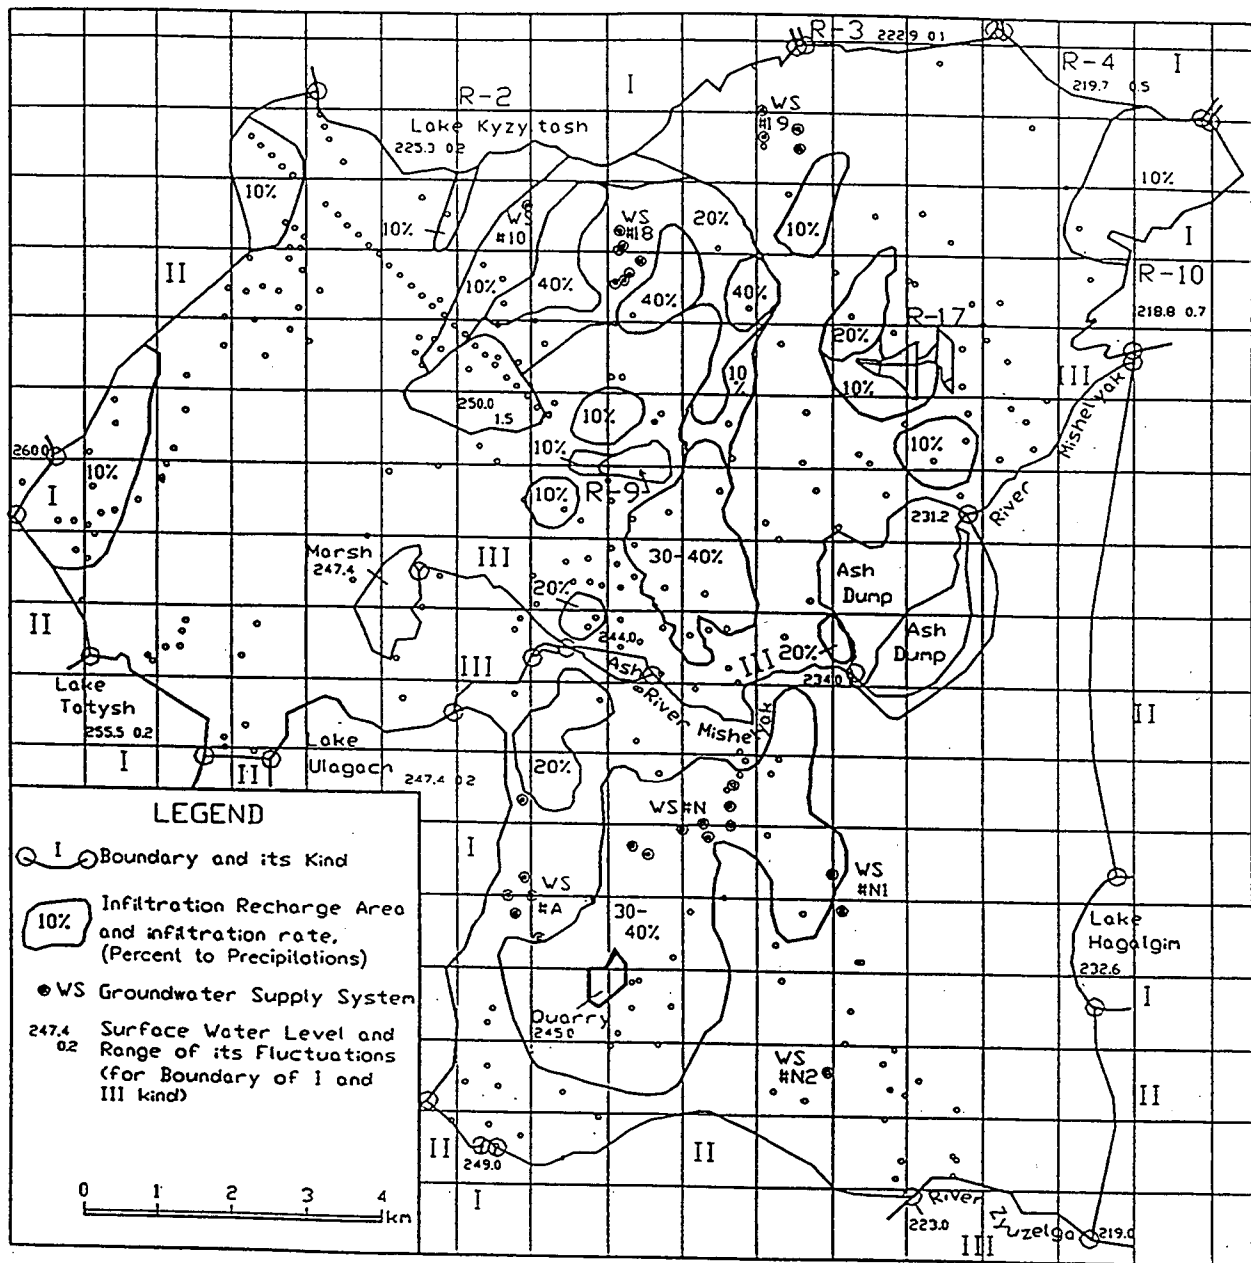 R-3 222.9 0.1
I
R-4
I
219.7 0.5
R-2
WS
#19
Lake Kyzyltash
225.3 0.2
10%
10%
10%
WS
#10
WS
#18
20%
10%
I
II
10%
40%
40%
40%
R-10
218.8 0.7
R-17
20%
10%
10%
III
250.0
1.5
10%
10%
10%
260.0
10%
I
R-9
10%
River Mishelyak
231.2
Marsh
247.4
III
30-40%
Ash
Dump
20%
II
244.0
Ash
Dump
III
Ash
III
20%
234.0
Lake
Tatysh
255.5 0.2
River Mishelyak
II
I
II
Lake
Ulagach
247.4 0.2
20%
I
WS#N
WS
#A
30-
40%
WS
#N1
Lake
Hagalgim
232.6
I
Quarry
245.0
WS
#N2
II
II
249.0
II
I
River Zyuzelga
223.0
219.0
III
LEGEND
I Boundary and its Kind
10% Infiltration Recharge Area
and infiltration rate.
(Percent to Precipitations)
WS Groundwater Supply System
247.4
0.2
Surface Water Level and
Range of its Fluctuations
(for Boundary of I and
III kind)
0 1 2 3 4
km